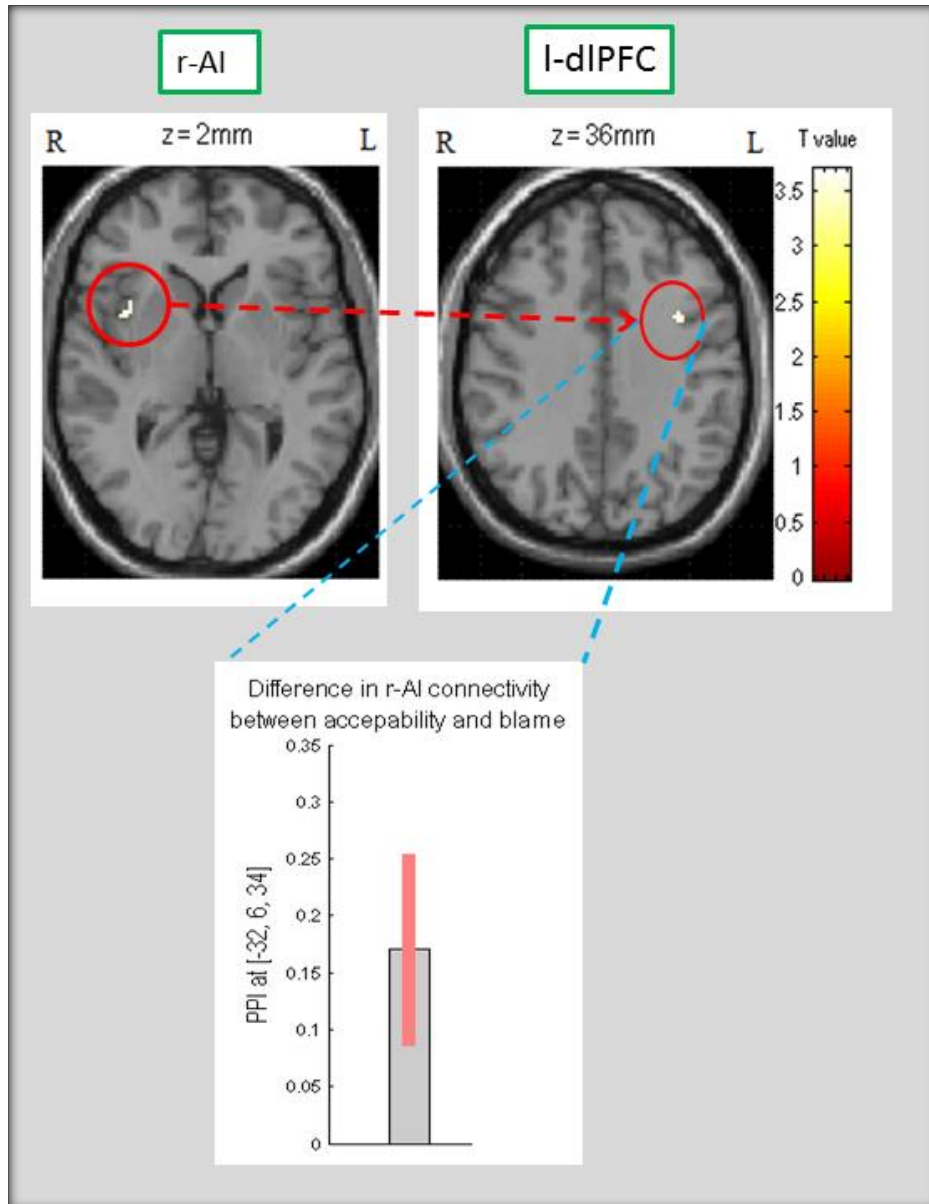 r-AI
l-dlPFC
R
z=2mm
L
R
z=36mm
L
T value
3.5
3
2.5
2
1.5
1
0.5
0
Difference in r-AI connectivity
between accepability and blame
0.35
0.3
0.25
0.2
0.15
0.1
0.05
0
PPI at [-32, 6, 34]